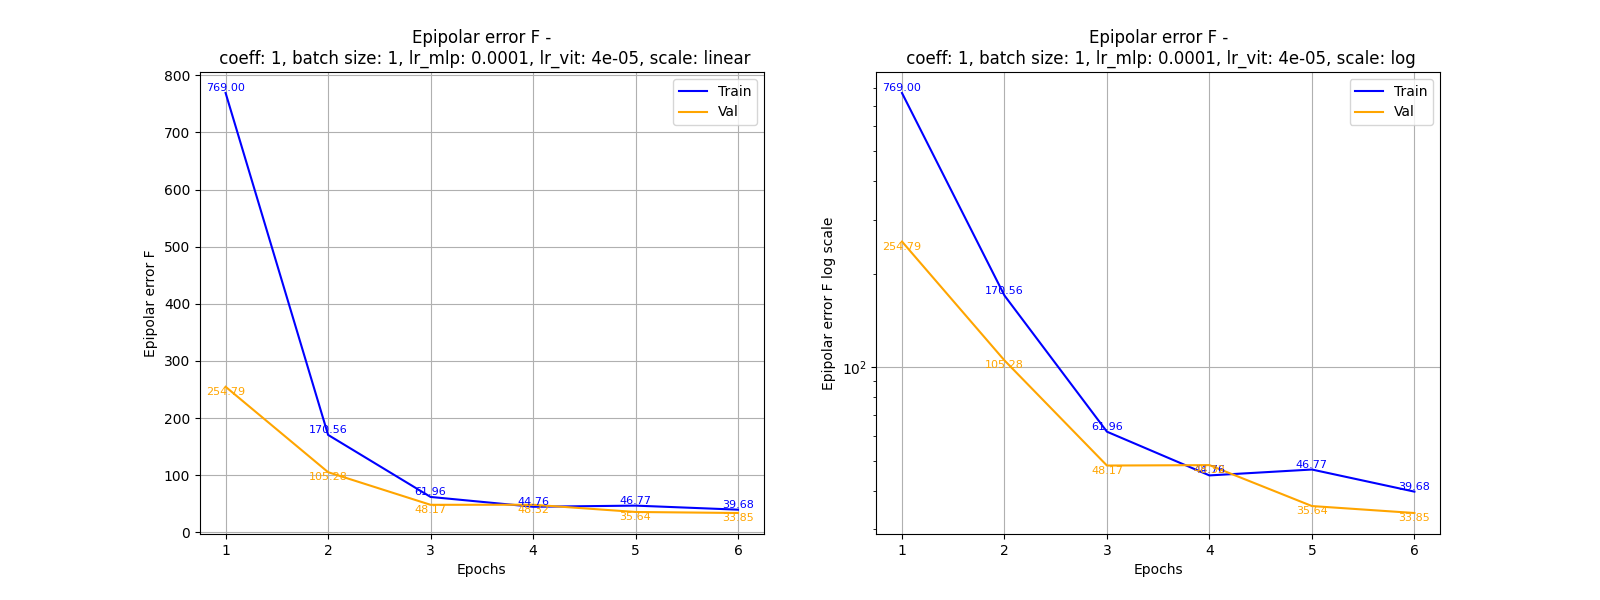 Epipolar error F -
coeff: 1, batch size: 1, lr_mlp: 0.0001, lr_vit: 4e-05, scale: linear
Epipolar error F
800
700
600
500
400
300
200
100
0
769.00
170.56
61.96
44.76
46.77
39.68
254.79
105.28
48.17
48.32
35.64
33.85
Train
Val
1 2 3 4 5 6
Epochs
Epipolar error F -
coeff: 1, batch size: 1, lr_mlp: 0.0001, lr_vit: 4e-05, scale: log
Epipolar error F log scale
10²
769.00
170.56
61.96
44.76
46.77
39.68
254.79
105.28
48.17
35.64
33.85
Train
Val
1 2 3 4 5 6
Epochs